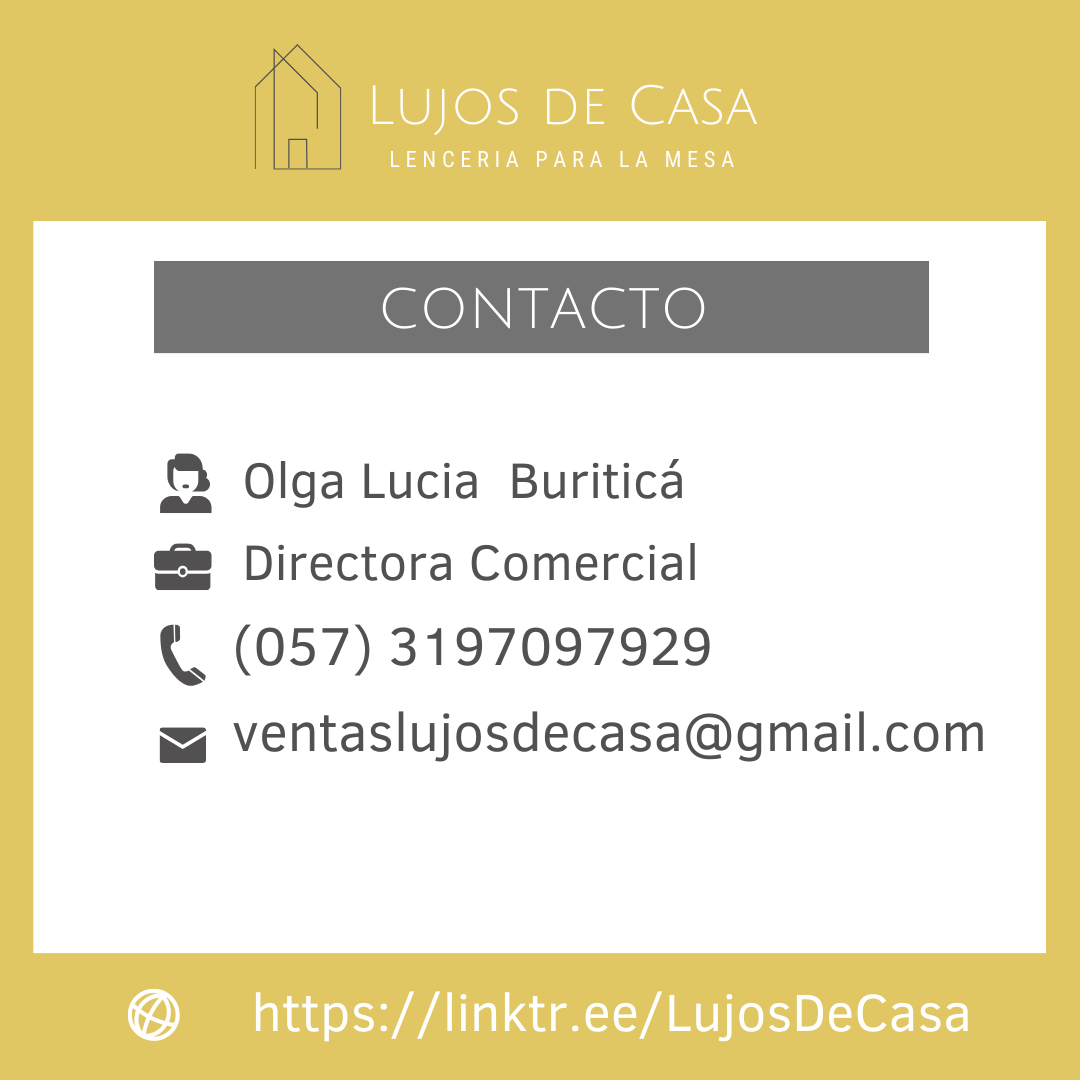 LUJOS DE CASA
LENCERIA PARA LA MESA
CONTACTO
Olga Lucia  Buriticá
Directora Comercial
(057) 3197097929
ventaslujosdecasa@gmail.com
https://linktr.ee/LujosDeCasa